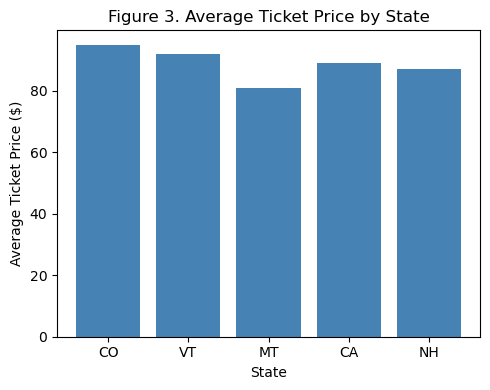 Figure 3. Average Ticket Price by State
Average Ticket Price ($)
80
60
40
20
0
CO VT MT CA NH
State